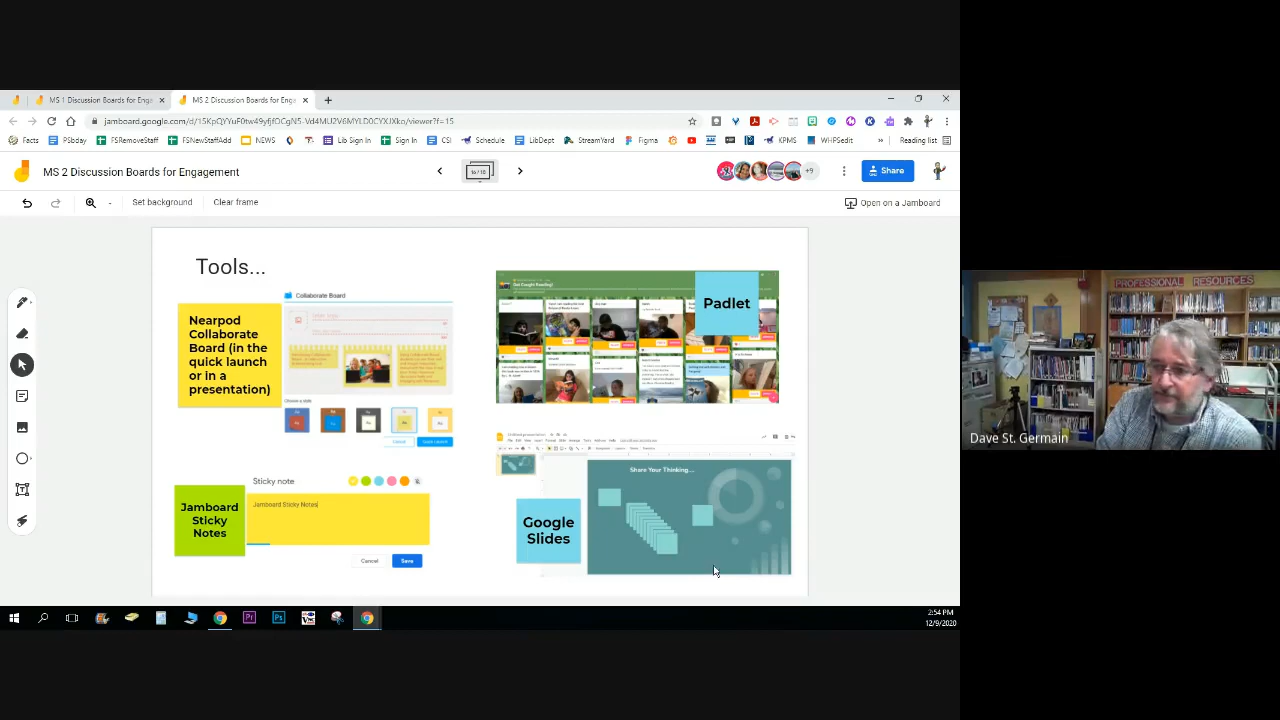 MS 1 Discussion Boards for Eng
MS 2 Discussion Boards for Enga
jamboard.google.com/d/15KpQYYuF0tw49yfjfOCgN5-Vd4MU2V6MYLD0CYXJXko/viewer?f=15
Facts PSbday FSRemoveStaff FSNewStaffAdd NEWS Lib Sign In Sign In CSI Schedule LibDept StreamYard Figma KPMS WHPSedit » Reading list
MS 2 Discussion Boards for Engagement
+9
Share
Set background Clear frame
Open on a Jamboard
Tools...
Collaborate Board
Nearpod
Collaborate
Board (in the
quick launch
or in a
presentation)
Padlet
Sticky note
Jamboard Sticky Notes
Jamboard
Sticky
Notes
Cancel Save
Share Your Thinking...
Google
Slides
PROFESSIONAL RESOURCES
Dave St. Germain
2:54 PM
12/9/2020